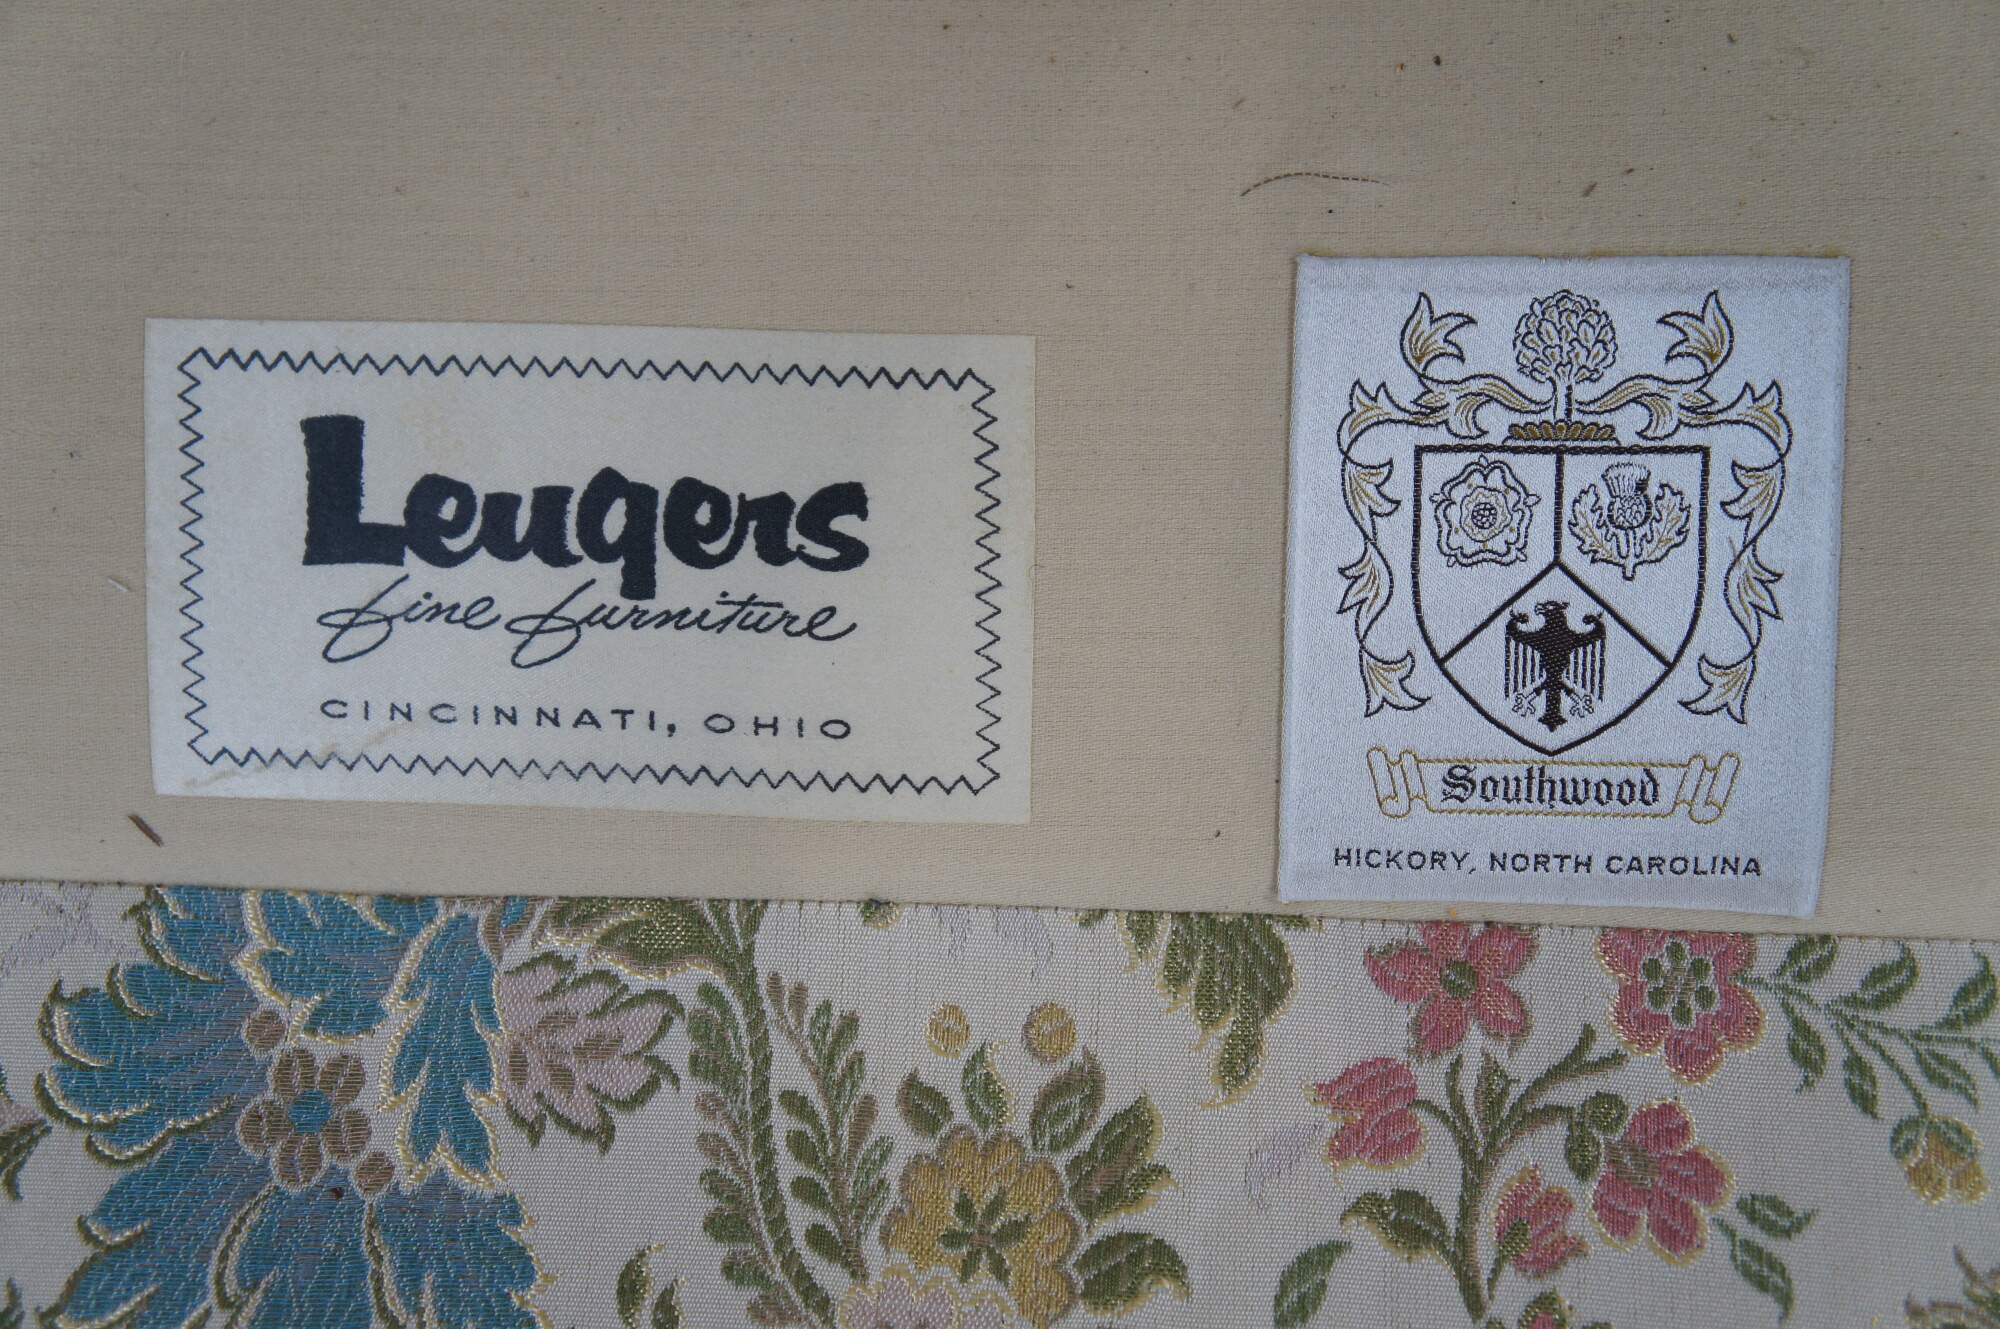 Leugers
fine furniture
CINCINNATI, OHIO
Southwood
HICKORY, NORTH CAROLINA